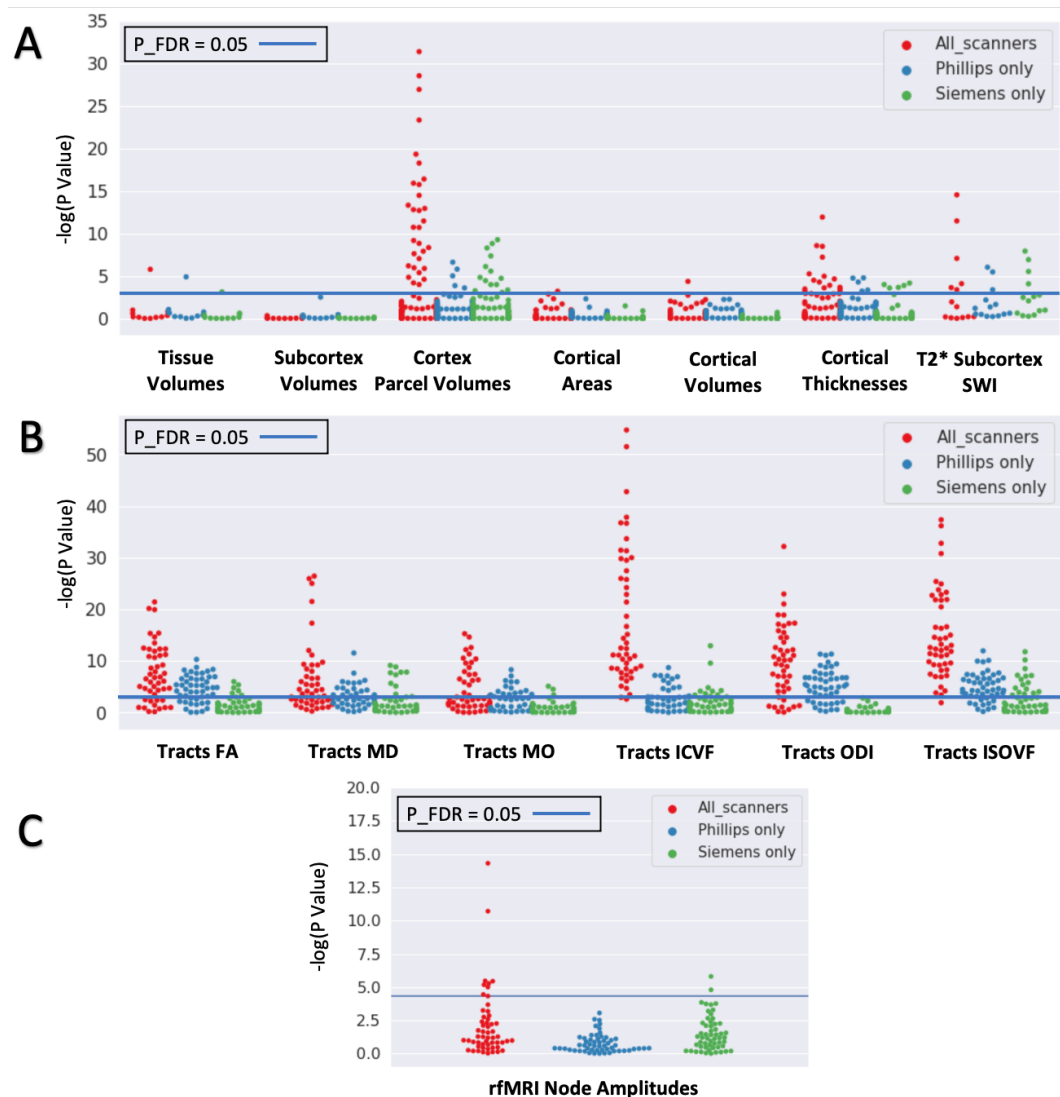 A
P_FDR = 0.05
All_scanners
Phillips only
Siemens only
35
30
25
20
15
10
5
0
-log(P Value)
Tissue Volumes
Subcortex Volumes
Cortex Parcel Volumes
Cortical Areas
Cortical Volumes
Cortical Thicknesses
T2* Subcortex SWI
B
P_FDR = 0.05
All_scanners
Phillips only
Siemens only
50
40
30
20
10
0
-log(P Value)
Tracts FA
Tracts MD
Tracts MO
Tracts ICVF
Tracts ODI
Tracts ISOVF
C
P_FDR = 0.05
All_scanners
Phillips only
Siemens only
20.0
17.5
15.0
12.5
10.0
7.5
5.0
2.5
0.0
-log(P Value)
rfMRI Node Amplitudes